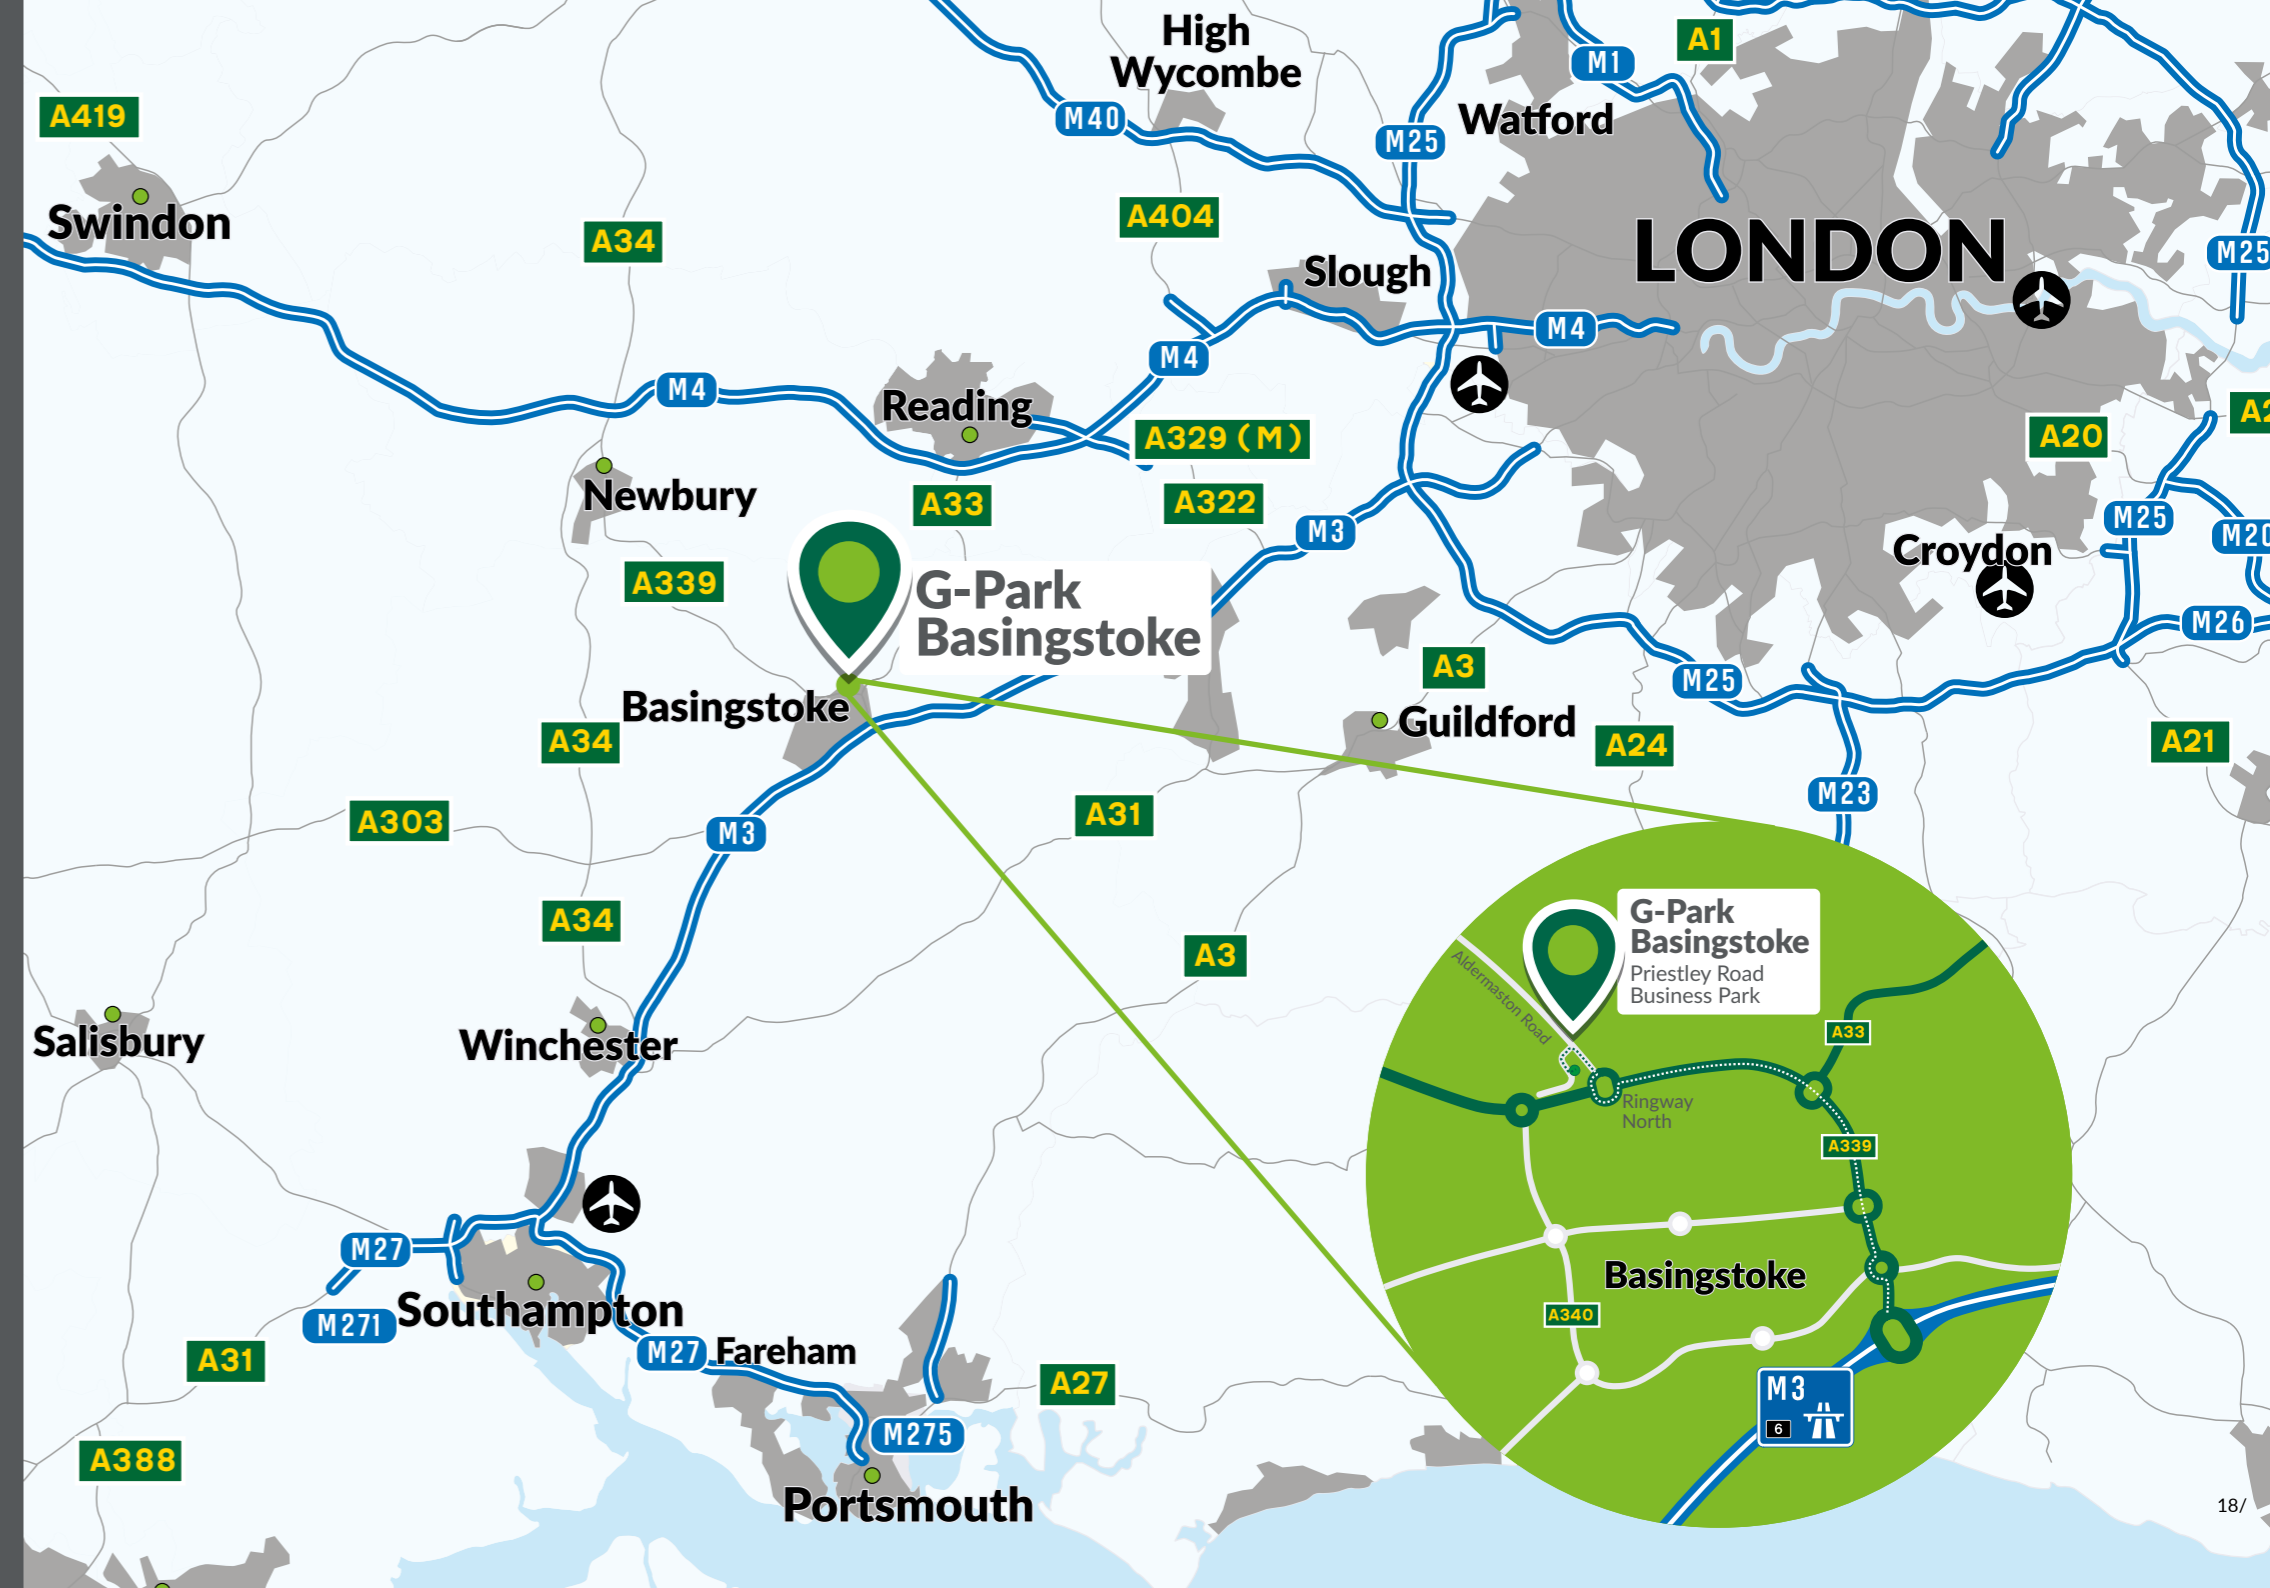 High
Wycombe
A1
M1
A419
M40
Watford
M25
Swindon
A34
A404
LONDON
M25
Slough
M4
M4
M4
Reading
A329 (M)
A20
Newbury
A33
A322
M3
M25
M20
Croydon
A339
G-Park
Basingstoke
M26
A3
M25
Basingstoke
Guildford
A34
A24
A21
M23
A303
M3
A31
A34
A3
G-Park
Basingstoke
Priestley Road
Business Park
Aldermaston Road
A33
Salisbury
Winchester
Ringway
North
A339
M27
Basingstoke
Southampton
M271
A340
M27
Fareham
A31
A27
M3
6
M275
A388
Portsmouth
18/